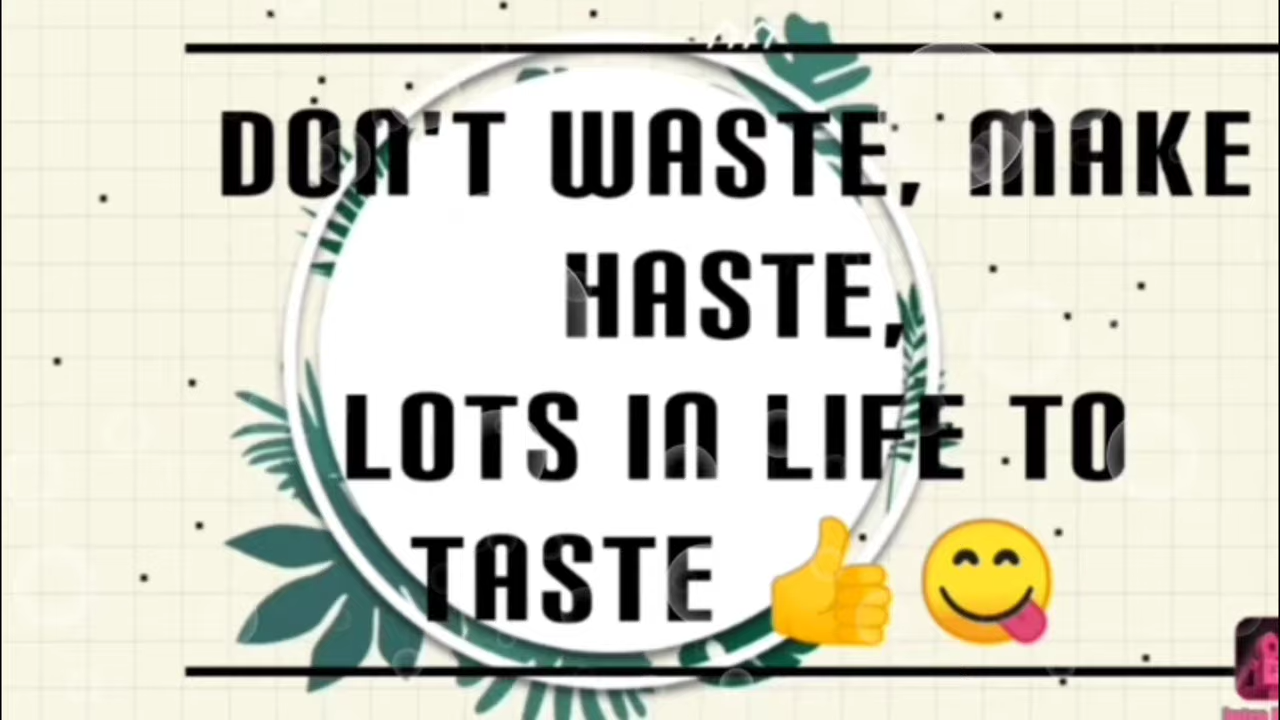 DON'T WASTE, MAKE
HASTE,
LOTS IN LIFE TO
TASTE 👍 😋